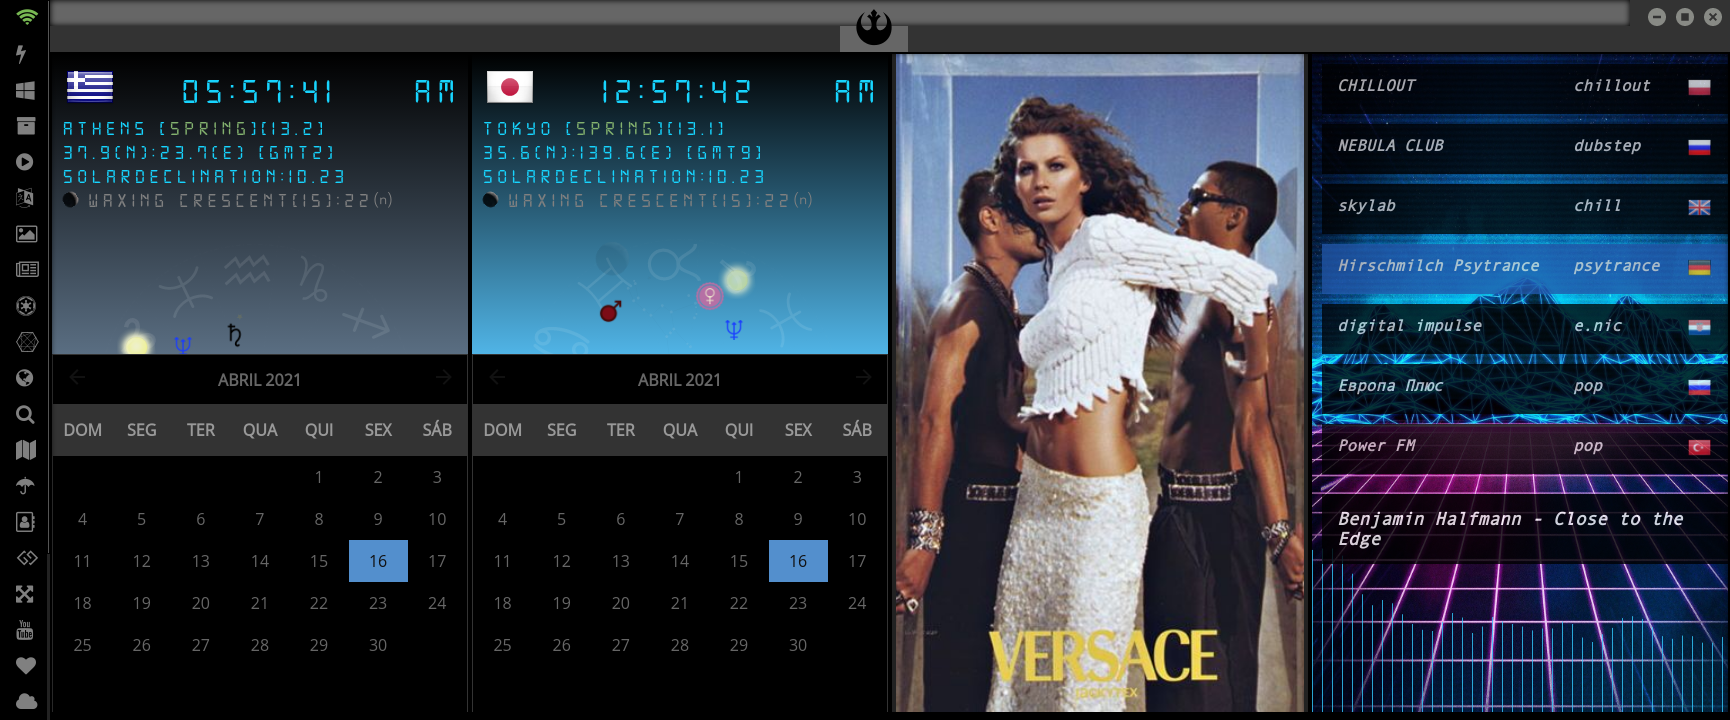 05:57:41 AM
ATHENS [SPRING][13.2]
37.9(N):23.7(E) [GMT2]
SOLARDECLINATION:10.23
WAXING CRESCENT[15]:22(n)
ABRIL 2021
DOM SEG TER QUA QUI SEX SÁB
1 2 3
4 5 6 7 8 9 10
11 12 13 14 15 16 17
18 19 20 21 22 23 24
25 26 27 28 29 30
12:57:42 AM
TOKYO [SPRING][13.1]
35.6(N):139.6(E) [GMT9]
SOLARDECLINATION:10.23
WAXING CRESCENT[15]:22(n)
ABRIL 2021
DOM SEG TER QUA QUI SEX SÁB
1 2 3
4 5 6 7 8 9 10
11 12 13 14 15 16 17
18 19 20 21 22 23 24
25 26 27 28 29 30
VERSACE
CHILLOUT chillout
NEBULA CLUB dubstep
skylab chill
Hirschmilch Psytrance psytrance
digital impulse e.nic
Европа Плюс pop
Power FM pop
Benjamin Halfmann - Close to the
Edge
You
Tube